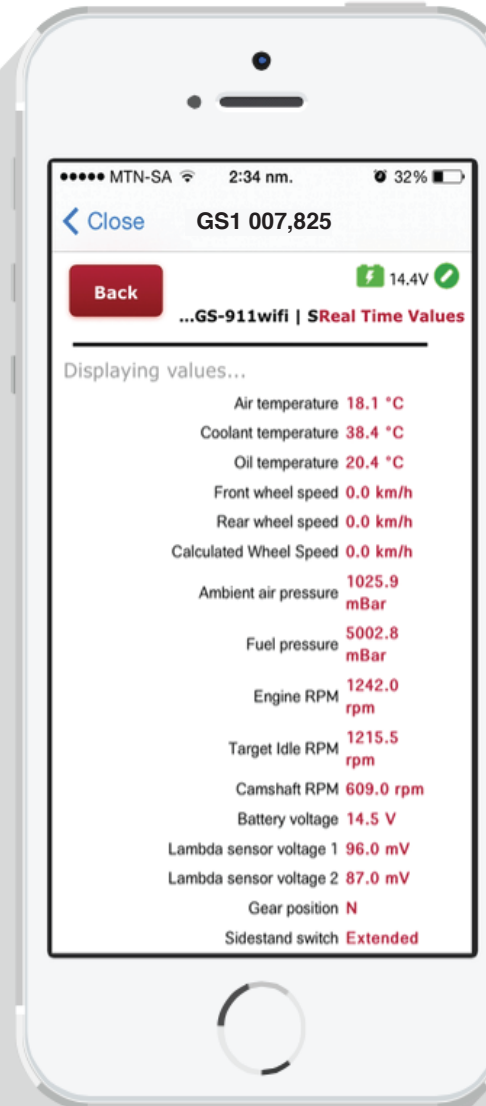 MTN-SA 2:34 nm. 32%
Close GS1 007,825
14.4V
Back
...GS-911wifi | SReal Time Values
Displaying values...
Air temperature 18.1 °C
Coolant temperature 38.4 °C
Oil temperature 20.4 °C
Front wheel speed 0.0 km/h
Rear wheel speed 0.0 km/h
Calculated Wheel Speed 0.0 km/h
Ambient air pressure 1025.9
mBar
Fuel pressure 5002.8
mBar
Engine RPM 1242.0
rpm
Target Idle RPM 1215.5
rpm
Camshaft RPM 609.0 rpm
Battery voltage 14.5 V
Lambda sensor voltage 1 96.0 mV
Lambda sensor voltage 2 87.0 mV
Gear position N
Sidestand switch Extended